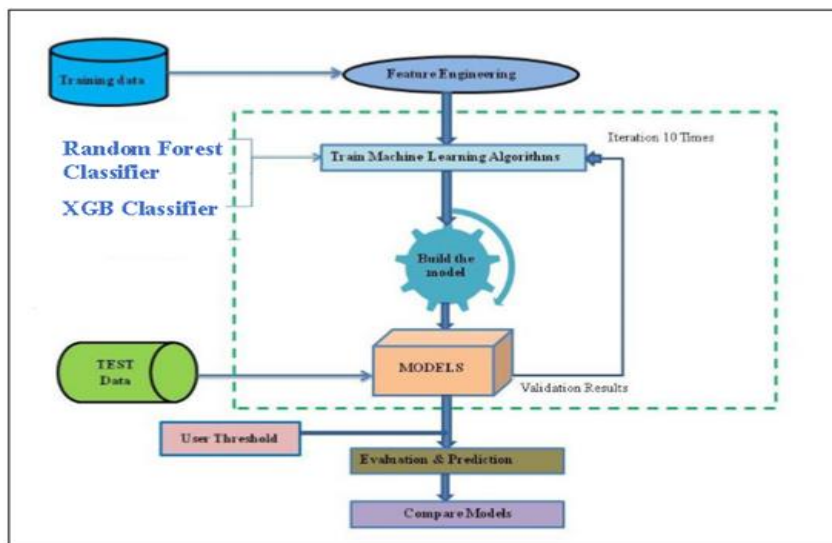 Training data
Feature Engineering
Iteration 10 Times
Random Forest
Classifier
Train Machine Learning Algorithms
XGB Classifier
Build the
model
TEST
Data
MODELS
Validation Results
User Threshold
Evaluation & Prediction
Compare Models